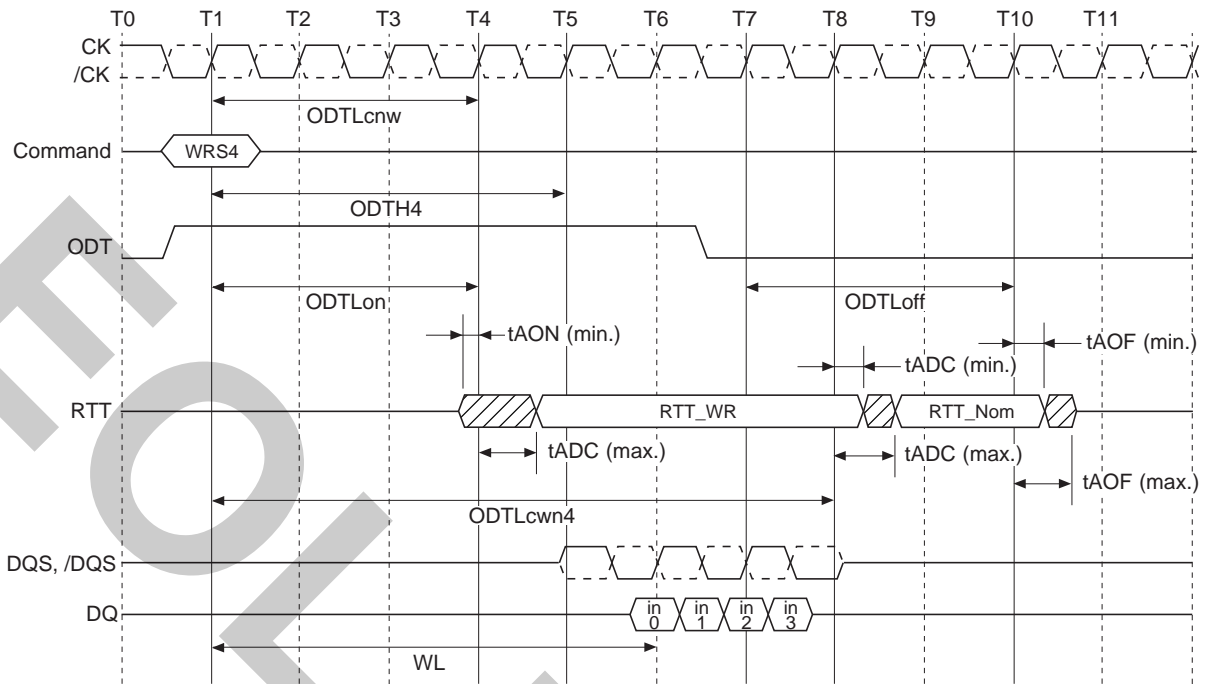 T0 T1 T2 T3 T4 T5 T6 T7 T8 T9 T10 T11
CK
/CK
ODTLcnw
Command WRS4
ODTH4
ODT
ODTLon ODTLoff
tAON (min.) tAOF (min.)
tADC (min.)
RTT RTT_WR RTT_Nom
tADC (max.) tADC (max.)
tAOF (max.)
ODTLcwn4
DQS, /DQS
DQ in 0 in 1 in 2 in 3
WL
E
O
L